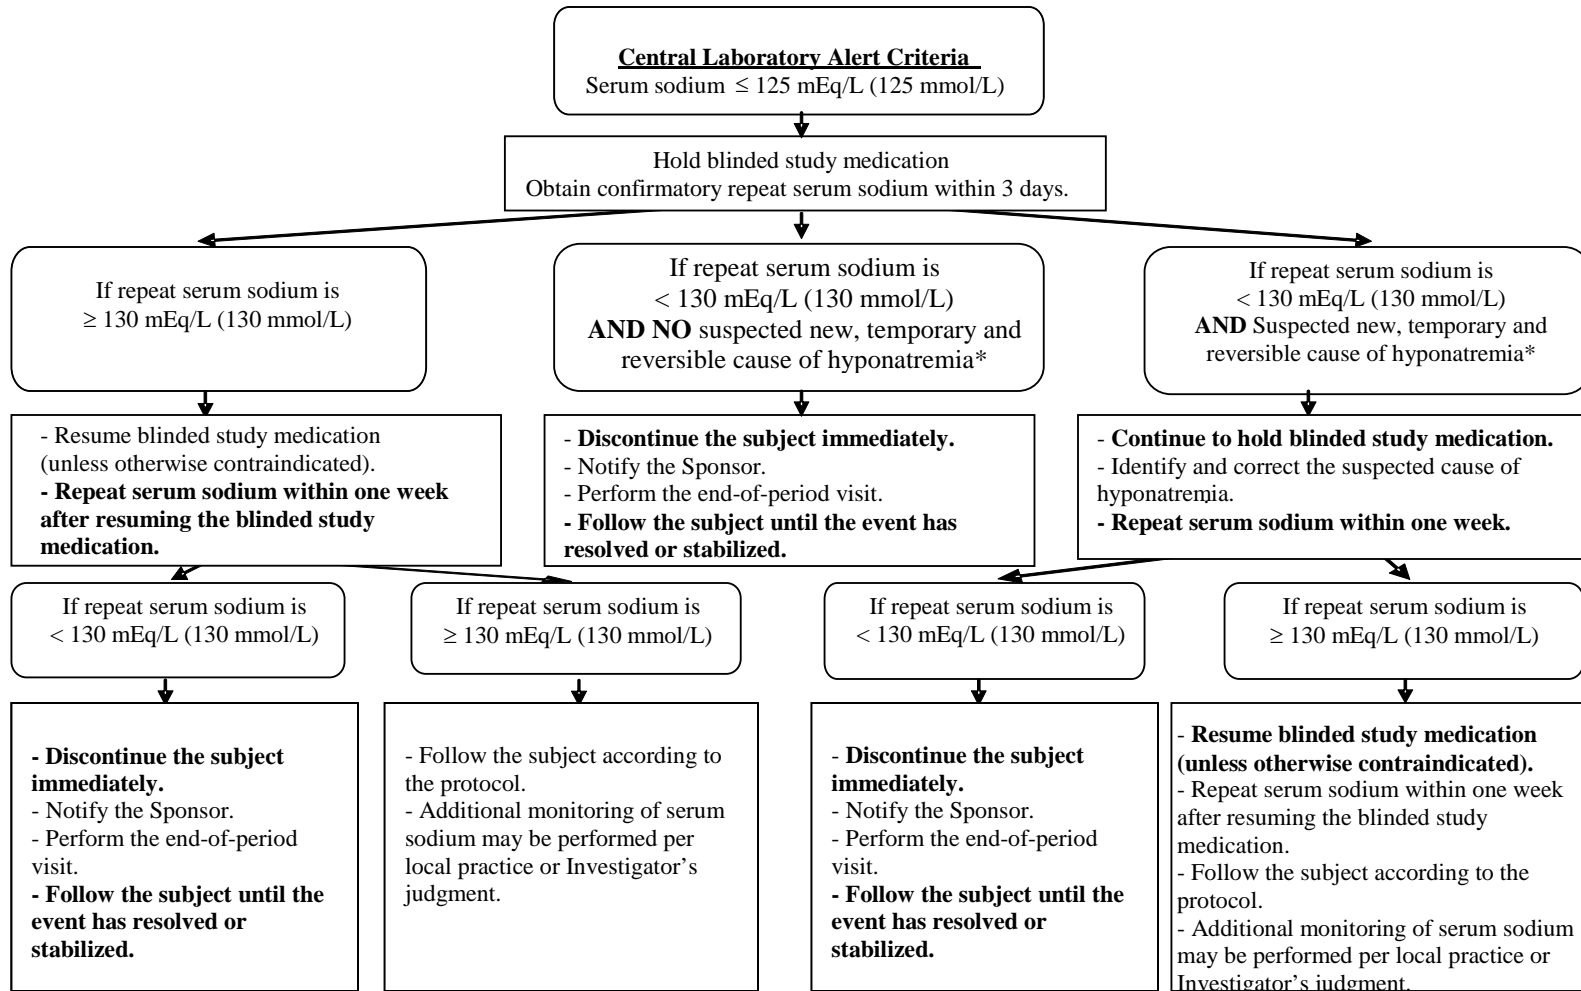 Central Laboratory Alert Criteria
Serum sodium ≤ 125 mEq/L (125 mmol/L)
Hold blinded study medication
Obtain confirmatory repeat serum sodium within 3 days.
If repeat serum sodium is
≥ 130 mEq/L (130 mmol/L)
If repeat serum sodium is
< 130 mEq/L (130 mmol/L)
AND NO suspected new, temporary and
reversible cause of hyponatremia*
If repeat serum sodium is
< 130 mEq/L (130 mmol/L)
AND Suspected new, temporary and
reversible cause of hyponatremia*
- Resume blinded study medication
(unless otherwise contraindicated).
- Repeat serum sodium within one week
after resuming the blinded study
medication.
- Discontinue the subject immediately.
- Notify the Sponsor.
- Perform the end-of-period visit.
- Follow the subject until the event has
resolved or stabilized.
- Continue to hold blinded study medication.
- Identify and correct the suspected cause of
hyponatremia.
- Repeat serum sodium within one week.
If repeat serum sodium is
< 130 mEq/L (130 mmol/L)
If repeat serum sodium is
≥ 130 mEq/L (130 mmol/L)
If repeat serum sodium is
< 130 mEq/L (130 mmol/L)
If repeat serum sodium is
≥ 130 mEq/L (130 mmol/L)
- Discontinue the subject
immediately.
- Notify the Sponsor.
- Perform the end-of-period
visit.
- Follow the subject until the
event has resolved or
stabilized.
- Follow the subject according to
the protocol.
- Additional monitoring of serum
sodium may be performed per
local practice or Investigator’s
judgment.
- Discontinue the subject
immediately.
- Notify the Sponsor.
- Perform the end-of-period
visit.
- Follow the subject until the
event has resolved or
stabilized.
- Resume blinded study medication
(unless otherwise contraindicated).
- Repeat serum sodium within one week
after resuming the blinded study
medication.
- Follow the subject according to the
protocol.
- Additional monitoring of serum sodium
may be performed per local practice or
Investigator’s judgment.